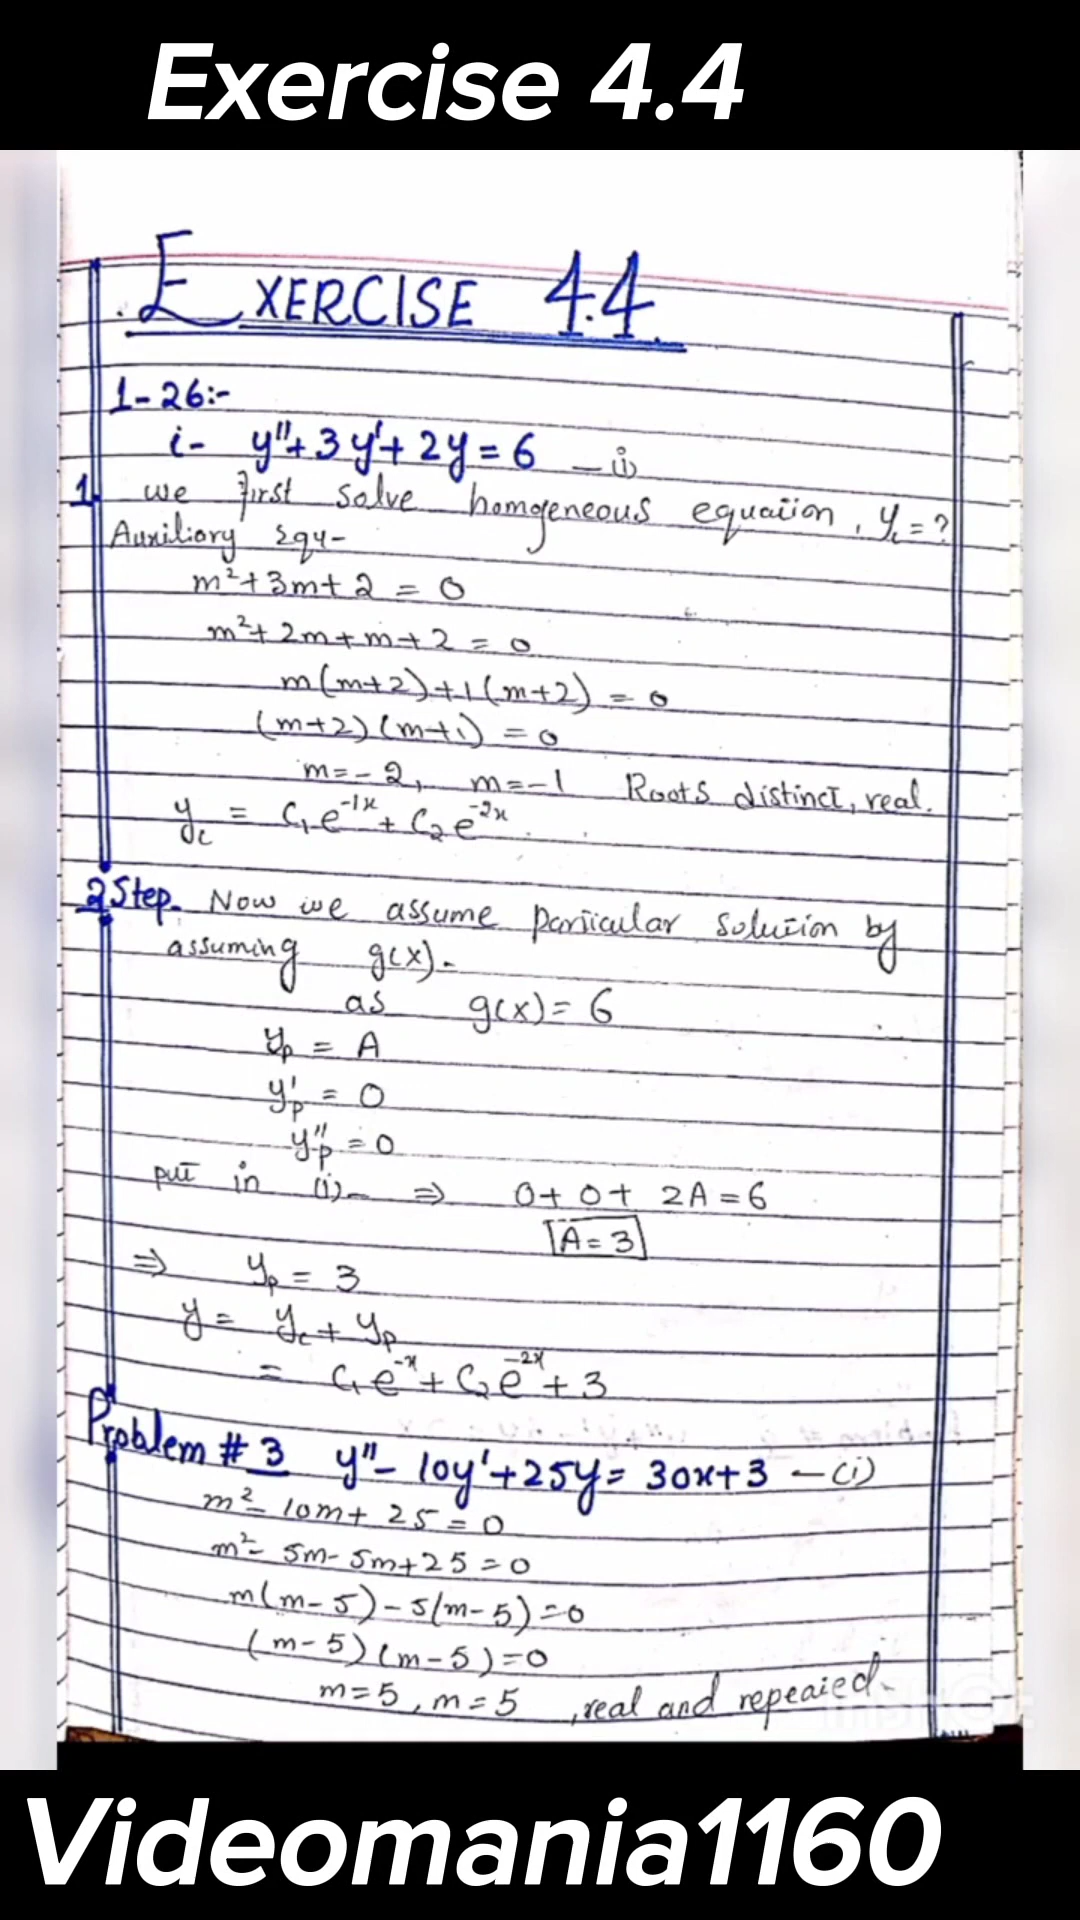 Exercise 4.4
EXERCISE 4.4
1-26:-
i- y''+3y'+2y=6 —(i)
1. we first solve homogeneous equation, yc=?
Auxiliary equ-
m²+3m+2 = 0
m²+2m+m+2 = 0
m(m+2)+1(m+2) = 0
(m+2)(m+1) = 0
m=-2, m=-1 Roots distinct, real.
yc = C₁e⁻¹ˣ + C₂e⁻²ˣ
2 Step. Now we assume particular solution by
assuming g(x)-
as g(x)= 6
yp = A
y'p = 0
y''p = 0
put in (i)- ⇒ 0+0+ 2A=6
A=3
⇒ yp = 3
y = yc + yp
= C₁e⁻ˣ + C₂e⁻²ˣ + 3
Problem # 3 y''- 10y'+25y= 30x+3 —(i)
m²- 10m+ 25=0
m²- 5m-5m+25=0
m(m-5)-5(m-5)=0
(m-5)(m-5)=0
m=5, m=5 ,real and repeated.
Videomania1160